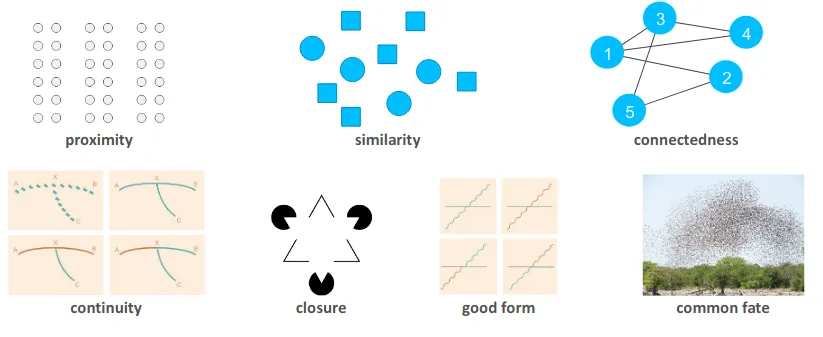 proximity
similarity
3
4
1
2
5
connectedness
A X B
C
A X B
C
A X B
C
A X B
C
continuity
closure
good form
common fate